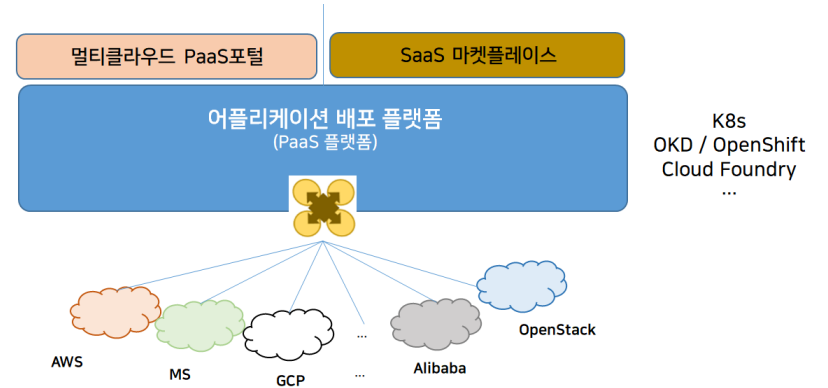 멀티클라우드 PaaS포털
SaaS 마켓플레이스
어플리케이션 배포 플랫폼
(PaaS 플랫폼)
K8s
OKD / OpenShift
Cloud Foundry
...
...
OpenStack
AWS
MS
GCP
...
Alibaba